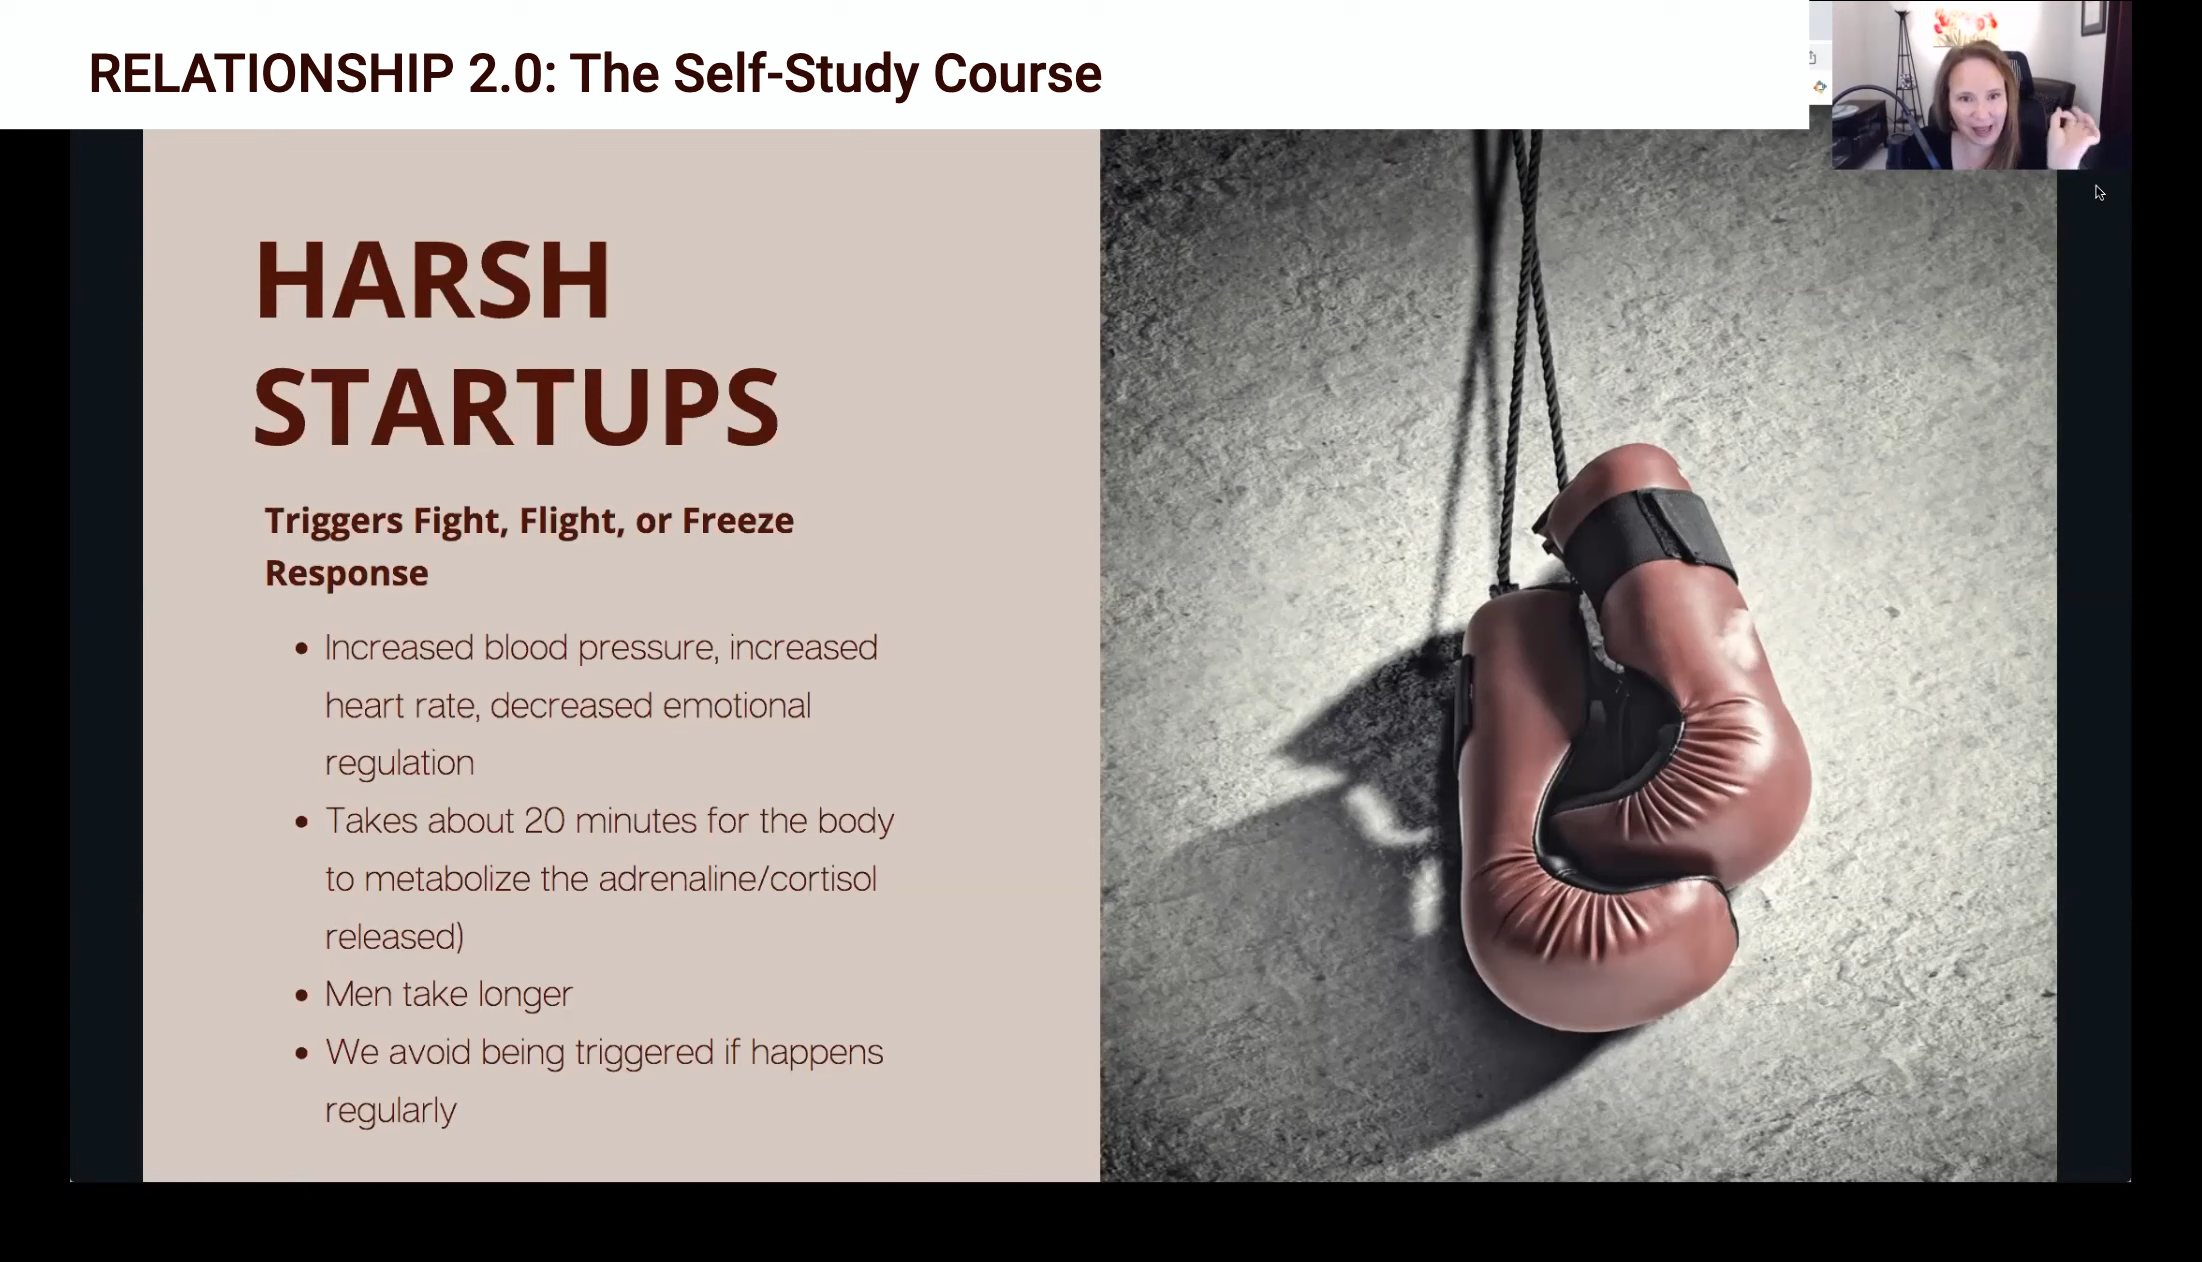 RELATIONSHIP 2.0: The Self-Study Course
HARSH
STARTUPS
Triggers Fight, Flight, or Freeze
Response
• Increased blood pressure, increased
heart rate, decreased emotional
regulation
• Takes about 20 minutes for the body
to metabolize the adrenaline/cortisol
released)
• Men take longer
• We avoid being triggered if happens
regularly